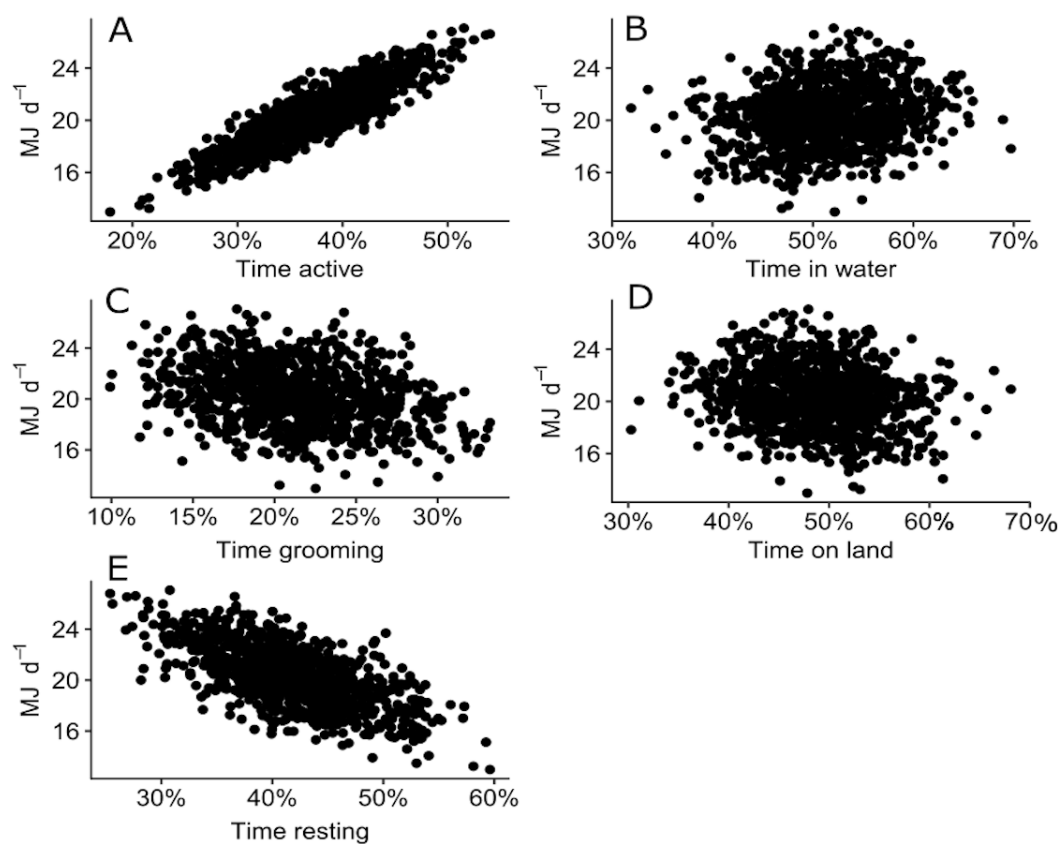 A
MJ d⁻¹
24
20
16
20% 30% 40% 50%
Time active
B
MJ d⁻¹
24
20
16
30% 40% 50% 60% 70%
Time in water
C
MJ d⁻¹
24
20
16
10% 15% 20% 25% 30%
Time grooming
D
MJ d⁻¹
24
20
16
30% 40% 50% 60% 70%
Time on land
E
MJ d⁻¹
24
20
16
30% 40% 50% 60%
Time resting